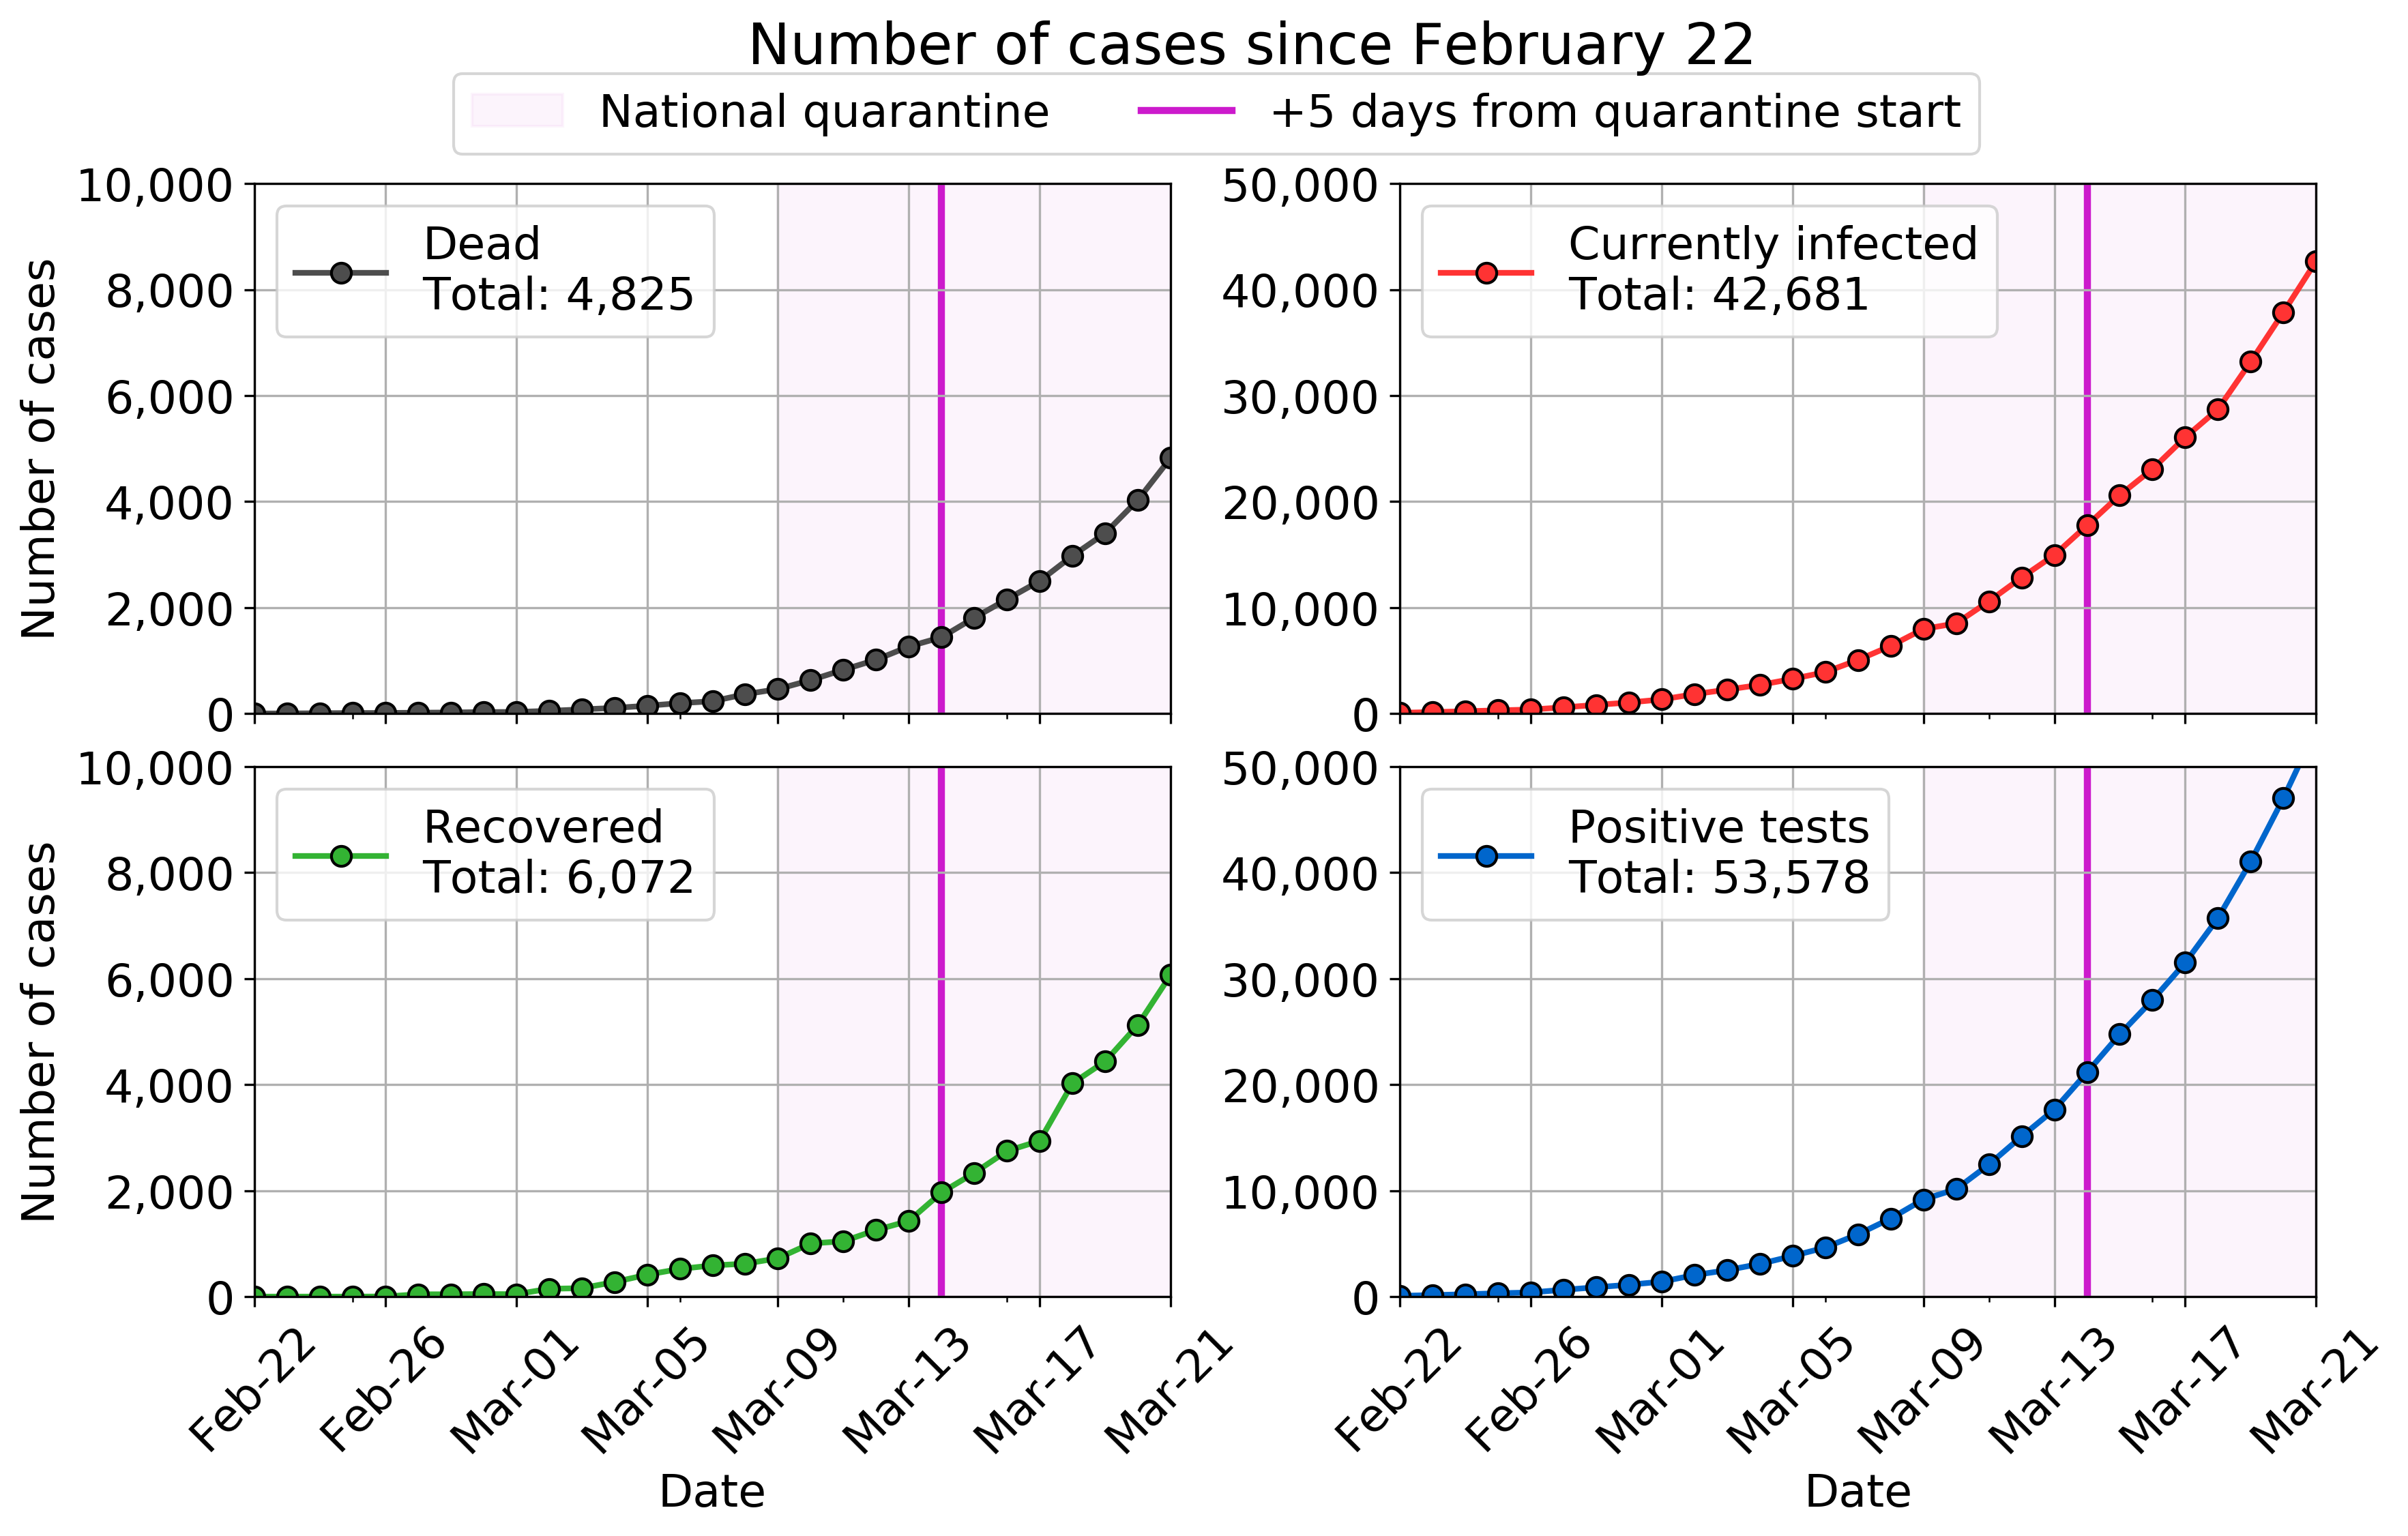 Number of cases since February 22
National quarantine
+5 days from quarantine start
10,000
8,000
6,000
4,000
2,000
0
Number of cases
Dead
Total: 4,825
50,000
40,000
30,000
20,000
10,000
0
Currently infected
Total: 42,681
10,000
8,000
6,000
4,000
2,000
0
Number of cases
Recovered
Total: 6,072
Feb-22
Feb-26
Mar-01
Mar-05
Mar-09
Mar-13
Mar-17
Mar-21
Date
50,000
40,000
30,000
20,000
10,000
0
Positive tests
Total: 53,578
Feb-22
Feb-26
Mar-01
Mar-05
Mar-09
Mar-13
Mar-17
Mar-21
Date